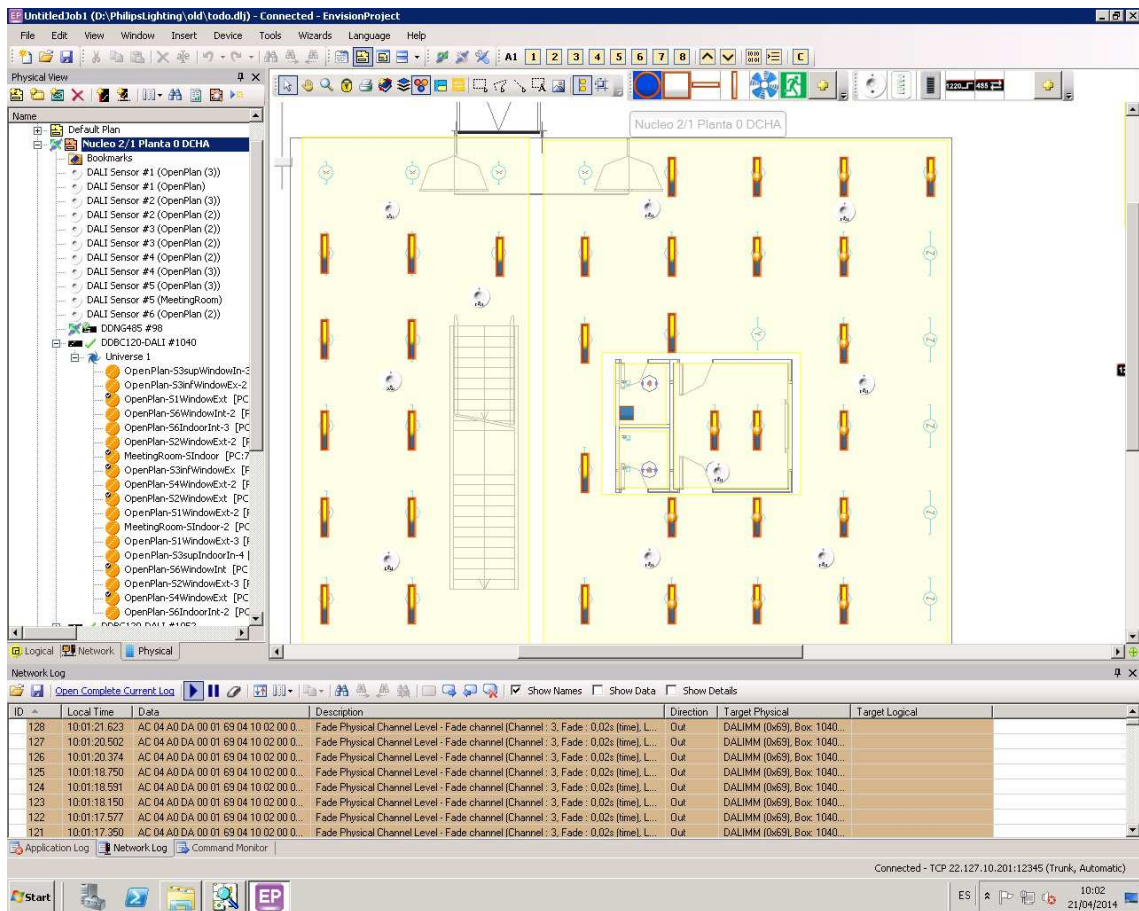 UntitledJob1 (D:\PhilipsLighting\old\todo.dlj) - Connected - EnvisionProject
File Edit View Window Insert Device Tools Wizards Language Help
A1 1 2 3 4 5 6 7 8 C
Physical View
Name
Default Plan
Nucleo 2/1 Planta 0 DCHA
Bookmarks
DALI Sensor #1 (OpenPlan (3))
DALI Sensor #1 (OpenPlan)
DALI Sensor #2 (OpenPlan (3))
DALI Sensor #2 (OpenPlan (2))
DALI Sensor #3 (OpenPlan (2))
DALI Sensor #3 (OpenPlan (2))
DALI Sensor #4 (OpenPlan (2))
DALI Sensor #4 (OpenPlan (3))
DALI Sensor #5 (OpenPlan (3))
DALI Sensor #5 (MeetingRoom)
DALI Sensor #6 (OpenPlan (2))
DDNG485 #98
DDBC120-DALI #1040
Universe 1
OpenPlan-S3supWindowIn-3
OpenPlan-S3infWindowEx-2
OpenPlan-S1WindowExt [PC
OpenPlan-S6WindowInt-2 [F
OpenPlan-S6IndoorInt-3 [PC
OpenPlan-S2WindowExt-2 [F
MeetingRoom-SIndoor [PC:7
OpenPlan-S3infWindowEx [F
OpenPlan-S4WindowExt-2 [F
OpenPlan-S2WindowExt [PC
OpenPlan-S1WindowExt-2 [F
MeetingRoom-SIndoor-2 [PC
OpenPlan-S1WindowExt-3 [F
OpenPlan-S3supIndoorIn-4 [
OpenPlan-S6WindowInt [PC
OpenPlan-S2WindowExt-3 [F
OpenPlan-S4WindowExt [PC
OpenPlan-S6IndoorInt-2 [PC
Logical Network Physical
Nucleo 2/1 Planta 0 DCHA
Network Log
Open Complete Current Log Show Names Show Data Show Details
ID Local Time Data Description Direction Target Physical Target Logical
128 10:01:21.623 AC 04 A0 DA 00 01 69 04 10 02 00 0... Fade Physical Channel Level - Fade channel (Channel : 3, Fade : 0,02s (time), L... Out DALIMM (0x69), Box: 1040...
127 10:01:20.502 AC 04 A0 DA 00 01 69 04 10 02 00 0... Fade Physical Channel Level - Fade channel (Channel : 3, Fade : 0,02s (time), L... Out DALIMM (0x69), Box: 1040...
126 10:01:20.374 AC 04 A0 DA 00 01 69 04 10 02 00 0... Fade Physical Channel Level - Fade channel (Channel : 3, Fade : 0,02s (time), L... Out DALIMM (0x69), Box: 1040...
125 10:01:18.750 AC 04 A0 DA 00 01 69 04 10 02 00 0... Fade Physical Channel Level - Fade channel (Channel : 3, Fade : 0,02s (time), L... Out DALIMM (0x69), Box: 1040...
124 10:01:18.591 AC 04 A0 DA 00 01 69 04 10 02 00 0... Fade Physical Channel Level - Fade channel (Channel : 3, Fade : 0,02s (time), L... Out DALIMM (0x69), Box: 1040...
123 10:01:18.150 AC 04 A0 DA 00 01 69 04 10 02 00 0... Fade Physical Channel Level - Fade channel (Channel : 3, Fade : 0,02s (time), L... Out DALIMM (0x69), Box: 1040...
122 10:01:17.577 AC 04 A0 DA 00 01 69 04 10 02 00 0... Fade Physical Channel Level - Fade channel (Channel : 3, Fade : 0,02s (time), L... Out DALIMM (0x69), Box: 1040...
121 10:01:17.350 AC 04 A0 DA 00 01 69 04 10 02 00 0... Fade Physical Channel Level - Fade channel (Channel : 3, Fade : 0,02s (time), L... Out DALIMM (0x69), Box: 1040...
Application Log Network Log Command Monitor
Connected - TCP 22.127.10.201:12345 (Trunk, Automatic)
Start EP ES 10:02
21/04/2014